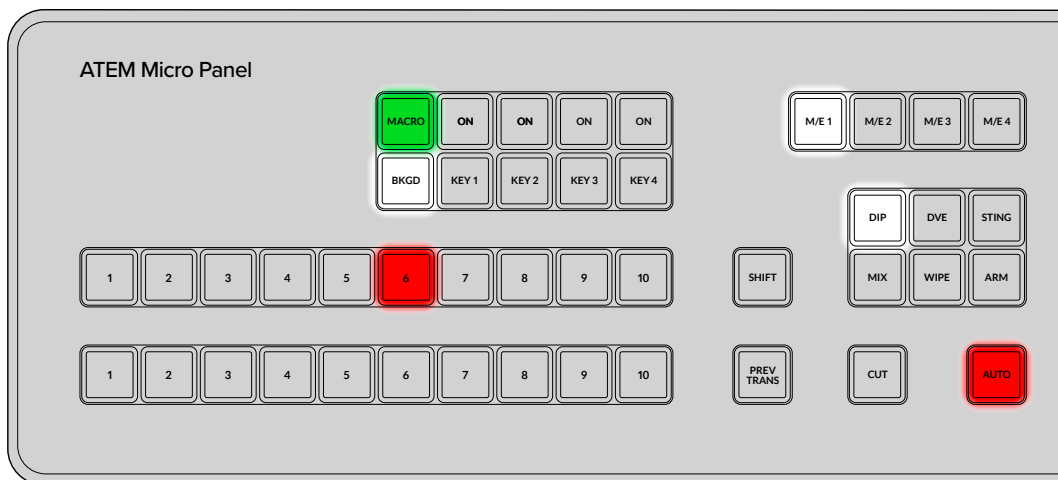 ATEM Micro Panel
MACRO ON ON ON ON
M/E 1 M/E 2 M/E 3 M/E 4
BKGD KEY 1 KEY 2 KEY 3 KEY 4
DIP DVE STING
1 2 3 4 5 6 7 8 9 10
SHIFT
MIX WIPE ARM
1 2 3 4 5 6 7 8 9 10
PREV
TRANS
CUT
AUTO